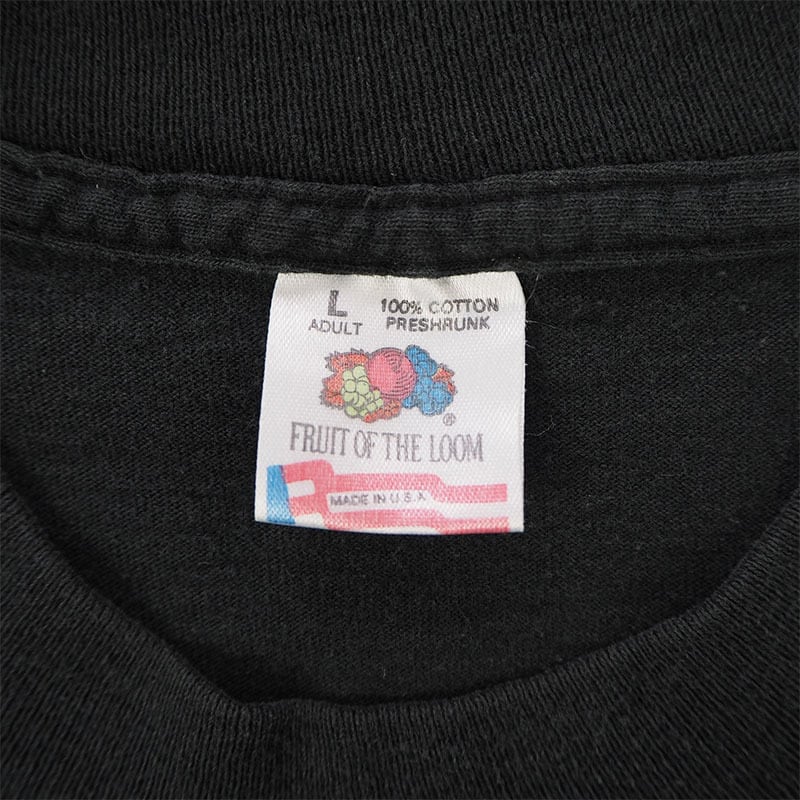 L 100% COTTON
ADULT PRESHRUNK
®
FRUIT OF THE LOOM
MADE IN U.S.A